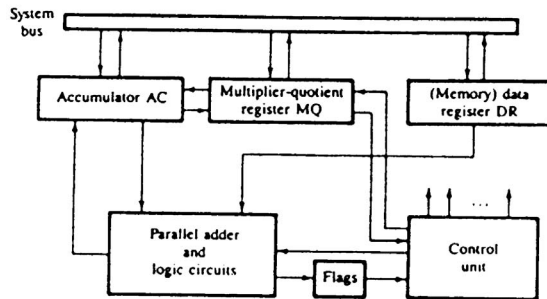 System
bus
Accumulator AC
Multiplier-quotient
register MQ
(Memory) data
register DR
...
Parallel adder
and
logic circuits
Flags
Control
unit